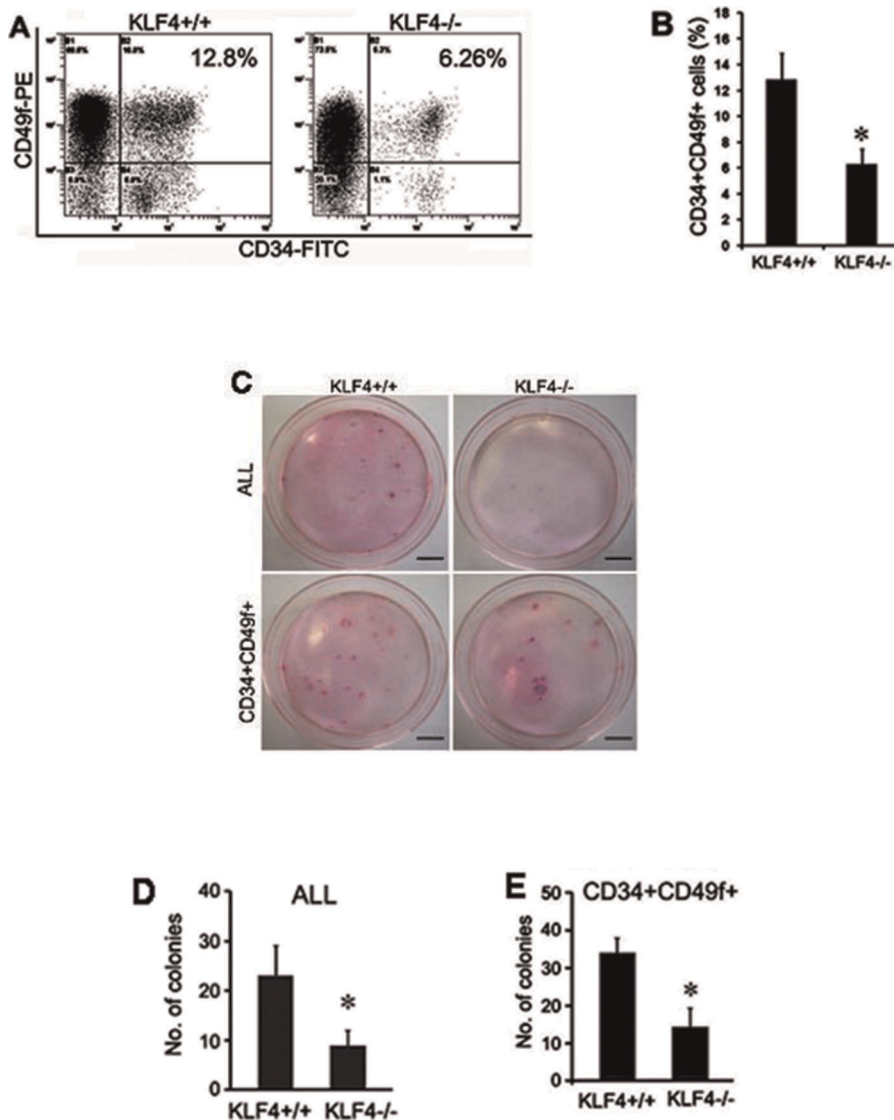 A
KLF4+/+
KLF4-/-
12.8%
6.26%
CD49f-PE
CD34-FITC
B
CD34+CD49f+ cells (%)
18
16
14
12
10
8
6
4
2
0
*
KLF4+/+
KLF4-/-
C
KLF4+/+
KLF4-/-
ALL
CD34+CD49f+
D
ALL
No. of colonies
40
30
20
10
0
*
KLF4+/+
KLF4-/-
E
CD34+CD49f+
No. of colonies
50
40
30
20
10
0
*
KLF4+/+
KLF4-/-